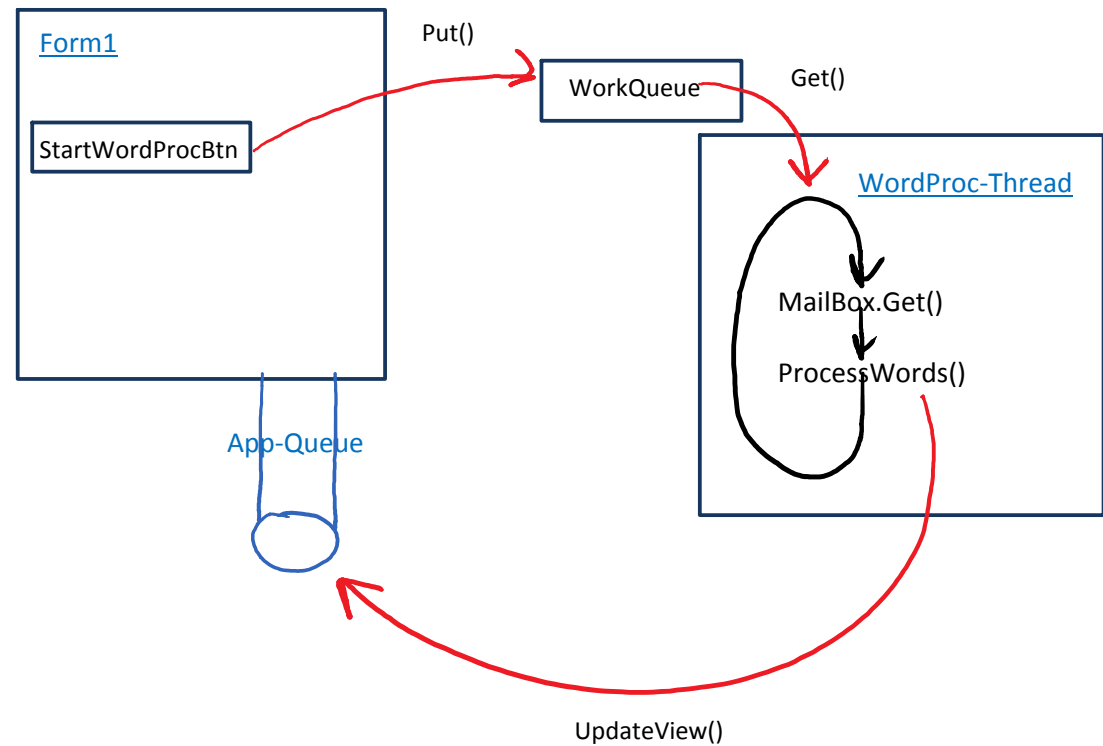 Form1
Put()
WorkQueue
Get()
StartWordProcBtn
WordProc-Thread
MailBox.Get()
ProcessWords()
App-Queue
UpdateView()